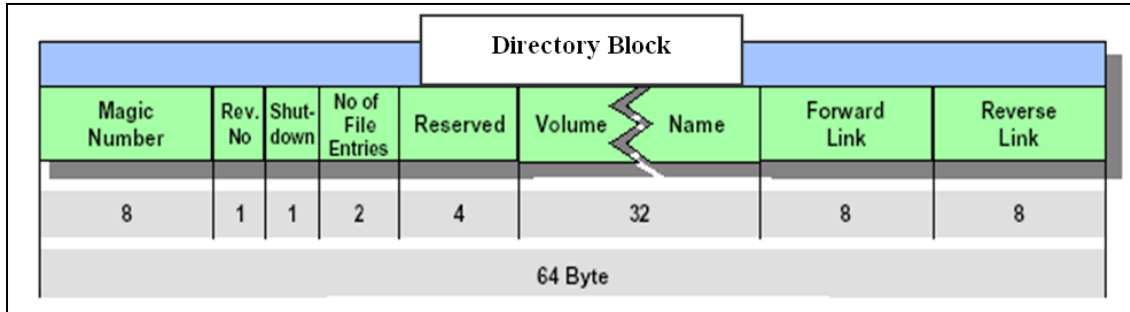 Directory Block
Magic
Number
Rev.
No
Shut-
down
No of
File
Entries
Reserved
Volume
Name
Forward
Link
Reverse
Link
8
1
1
2
4
32
8
8
64 Byte